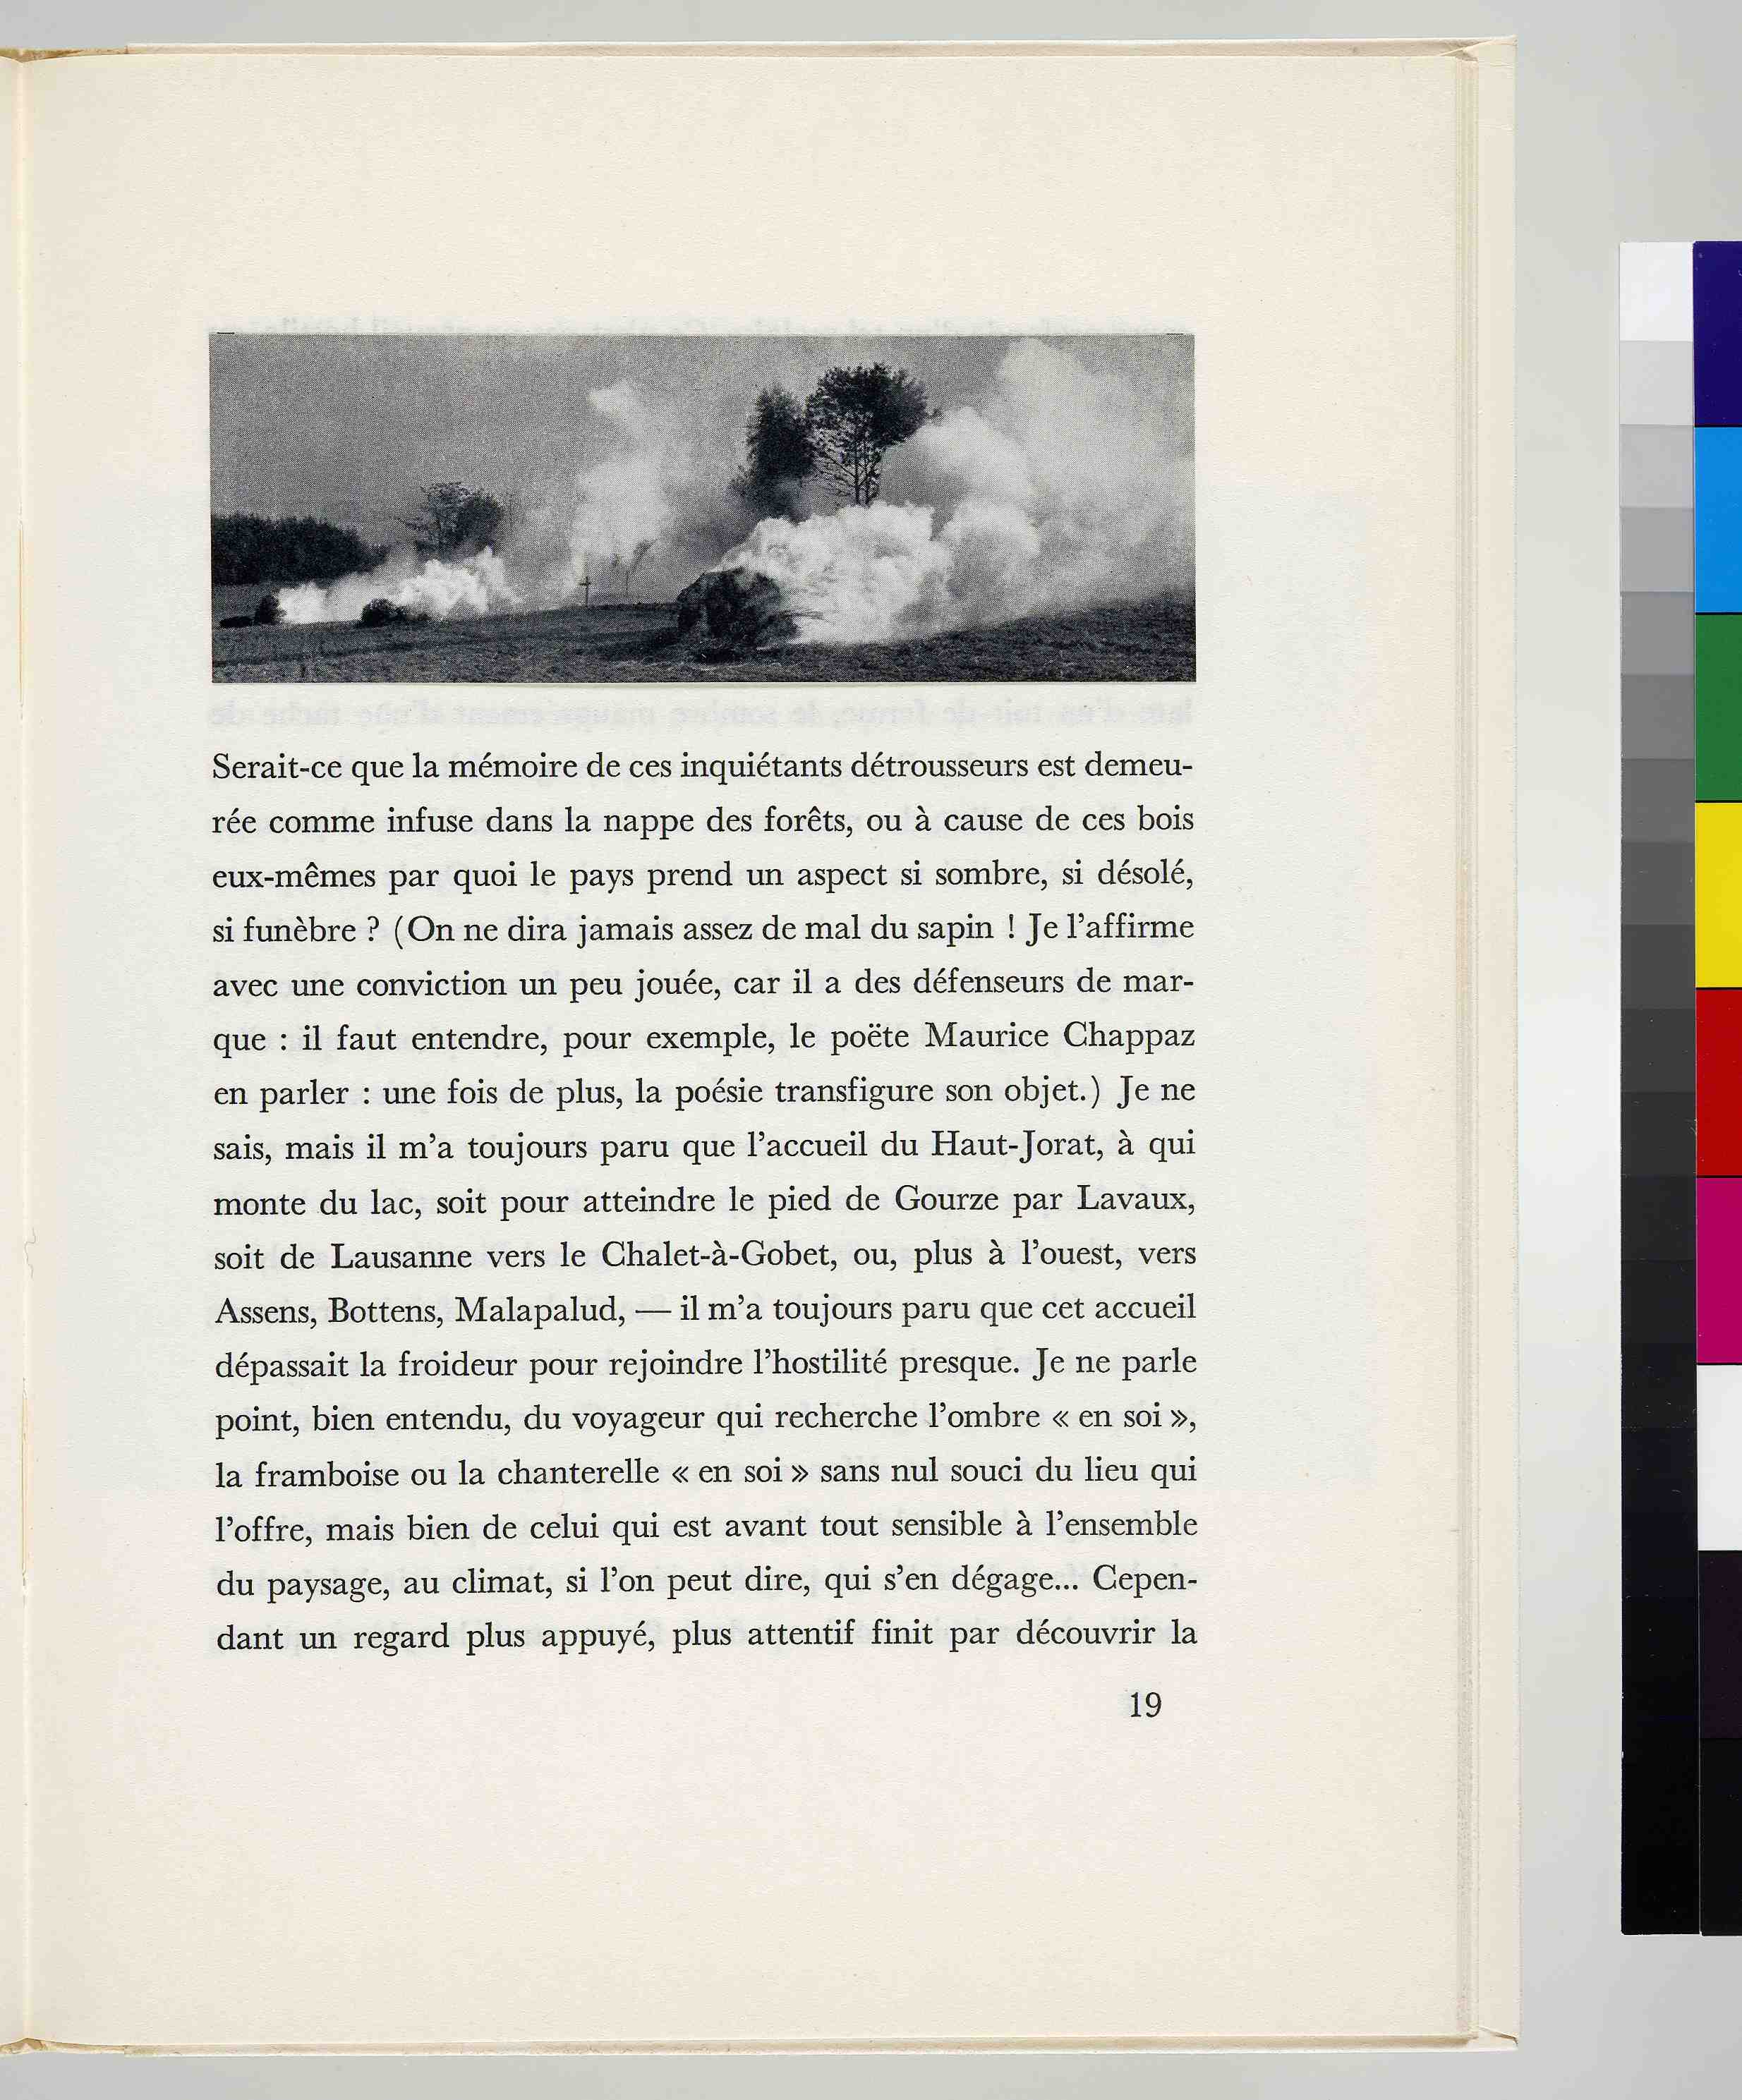 Serait-ce que la mémoire de ces inquiétants détrousseurs est demeu-
rée comme infuse dans la nappe des forêts, ou à cause de ces bois
eux-mêmes par quoi le pays prend un aspect si sombre, si désolé,
si funèbre ? (On ne dira jamais assez de mal du sapin ! Je l’affirme
avec une conviction un peu jouée, car il a des défenseurs de mar-
que : il faut entendre, pour exemple, le poëte Maurice Chappaz
en parler : une fois de plus, la poésie transfigure son objet.) Je ne
sais, mais il m’a toujours paru que l’accueil du Haut-Jorat, à qui
monte du lac, soit pour atteindre le pied de Gourze par Lavaux,
soit de Lausanne vers le Chalet-à-Gobet, ou, plus à l’ouest, vers
Assens, Bottens, Malapalud, — il m’a toujours paru que cet accueil
dépassait la froideur pour rejoindre l’hostilité presque. Je ne parle
point, bien entendu, du voyageur qui recherche l’ombre « en soi »,
la framboise ou la chanterelle « en soi » sans nul souci du lieu qui
l’offre, mais bien de celui qui est avant tout sensible à l’ensemble
du paysage, au climat, si l’on peut dire, qui s’en dégage... Cepen-
dant un regard plus appuyé, plus attentif finit par découvrir la
19